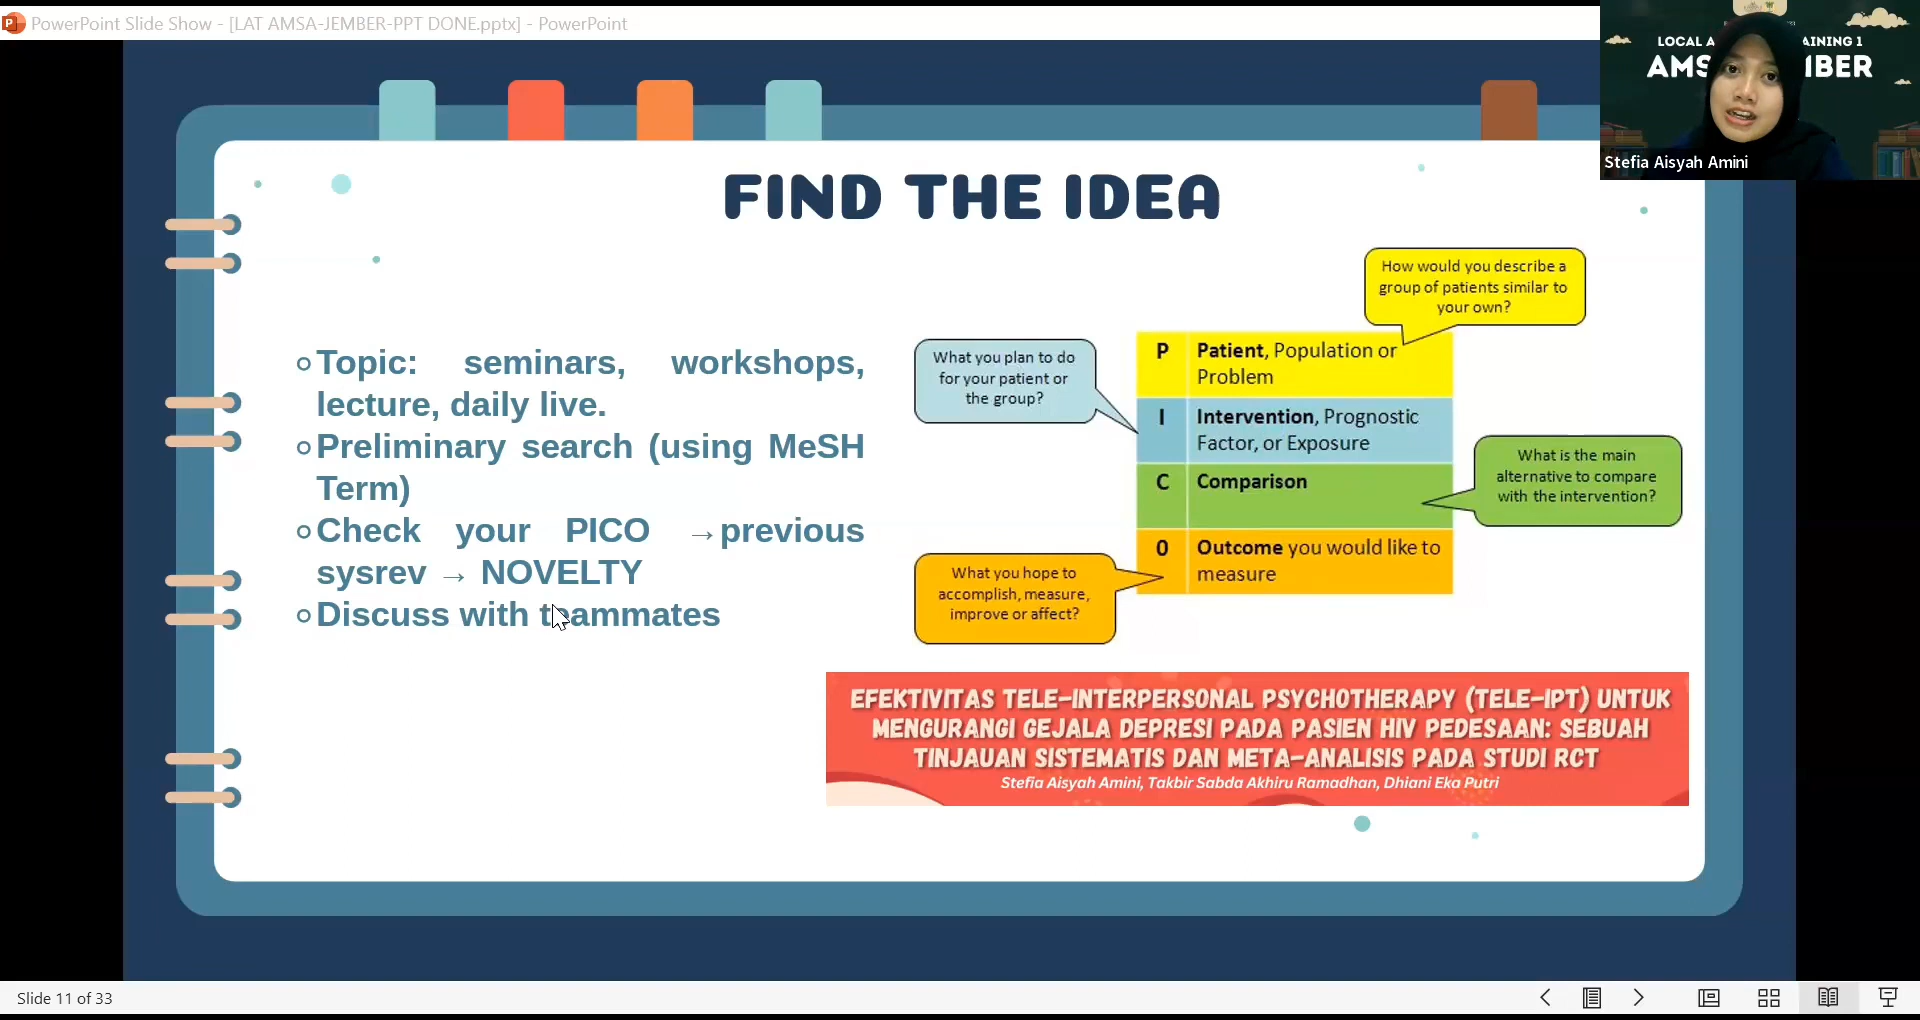 PowerPoint Slide Show - [LAT AMSA-JEMBER-PPT DONE.pptx] - PowerPoint
LOCAL A AINING 1
AMS IBER
Stefia Aisyah Amini
FIND THE IDEA
Topic: seminars, workshops,
lecture, daily live.
Preliminary search (using MeSH
Term)
Check your PICO →previous
sysrev → NOVELTY
Discuss with teammates
How would you describe a
group of patients similar to
your own?
What you plan to do
for your patient or
the group?
P Patient, Population or
Problem
I Intervention, Prognostic
Factor, or Exposure
C Comparison
O Outcome you would like to
measure
What is the main
alternative to compare
with the intervention?
What you hope to
accomplish, measure,
improve or affect?
EFEKTIVITAS TELE-INTERPERSONAL PSYCHOTHERAPY (TELE-IPT) UNTUK
MENGURANGI GEJALA DEPRESI PADA PASIEN HIV PEDESAAN: SEBUAH
TINJAUAN SISTEMATIS DAN META-ANALISIS PADA STUDI RCT
Stefia Aisyah Amini, Takbir Sabda Akhiru Ramadhan, Dhiani Eka Putri
Slide 11 of 33